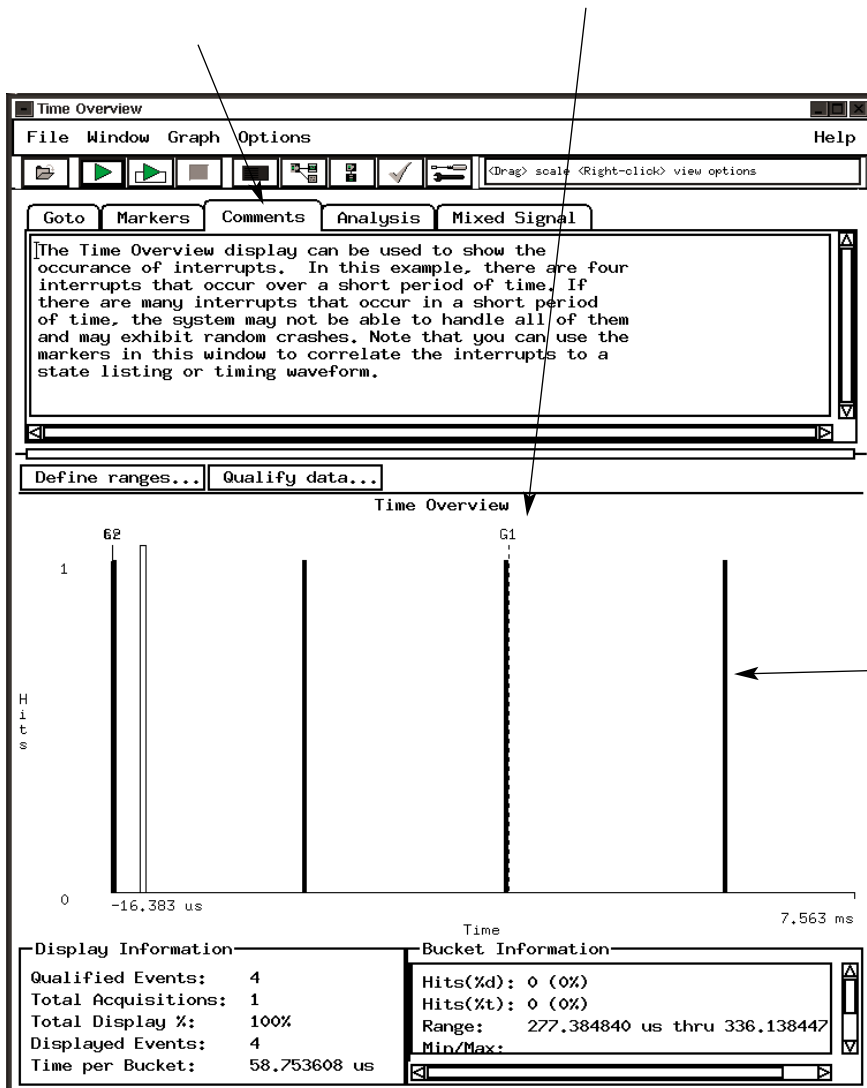 Time Overview
File Window Graph Options Help
<Drag> scale <Right-click> view options
Goto Markers Comments Analysis Mixed Signal
The Time Overview display can be used to show the
occurance of interrupts. In this example, there are four
interrupts that occur over a short period of time. If
there are many interrupts that occur in a short period
of time, the system may not be able to handle all of them
and may exhibit random crashes. Note that you can use the
markers in this window to correlate the interrupts to a
state listing or timing waveform.
Define ranges... Qualify data...
Time Overview
G1
1
Hits
0
-16.383 us
7.563 ms
Time
Display Information
Qualified Events: 4
Total Acquisitions: 1
Total Display %: 100%
Displayed Events: 4
Time per Bucket: 58.753608 us
Bucket Information
Hits(%d): 0 (0%)
Hits(%t): 0 (0%)
Range: 277.384840 us thru 336.138447
Min/Max: